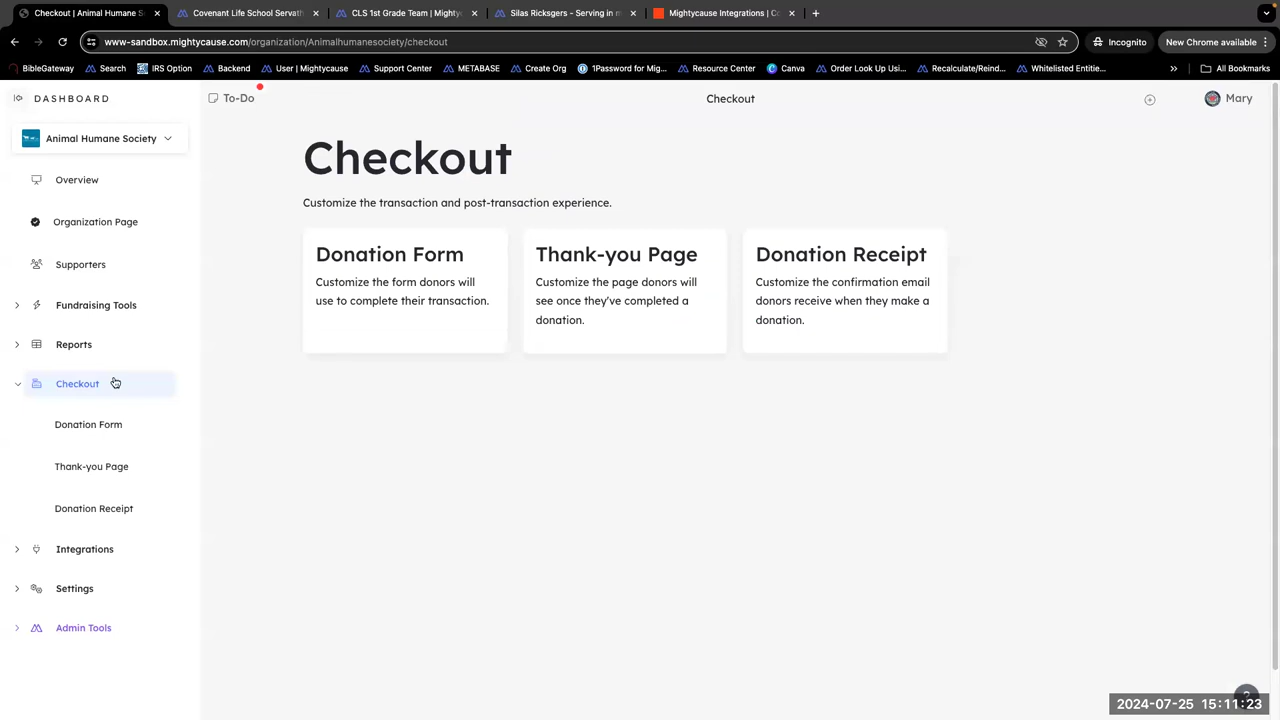 Checkout | Animal Humane S
Covenant Life School Servath
CLS 1st Grade Team | Mighty
Silas Ricksgers - Serving in m
Mightycause Integrations | Co
www-sandbox.mightycause.com/organization/Animalhumanesociety/checkout
Incognito
New Chrome available
BibleGateway
Search
IRS Option
Backend
User | Mightycause
Support Center
METABASE
Create Org
1Password for Mig...
Resource Center
Canva
Order Look Up Usi...
Recalculate/Reind...
Whitelisted Entitie...
All Bookmarks
DASHBOARD
To-Do
Checkout
Mary
Animal Humane Society
Overview
Organization Page
Supporters
Fundraising Tools
Reports
Checkout
Donation Form
Thank-you Page
Donation Receipt
Integrations
Settings
Admin Tools
Checkout
Customize the transaction and post-transaction experience.
Donation Form
Customize the form donors will
use to complete their transaction.
Thank-you Page
Customize the page donors will
see once they've completed a
donation.
Donation Receipt
Customize the confirmation email
donors receive when they make a
donation.
?
2024-07-25 15:11:23